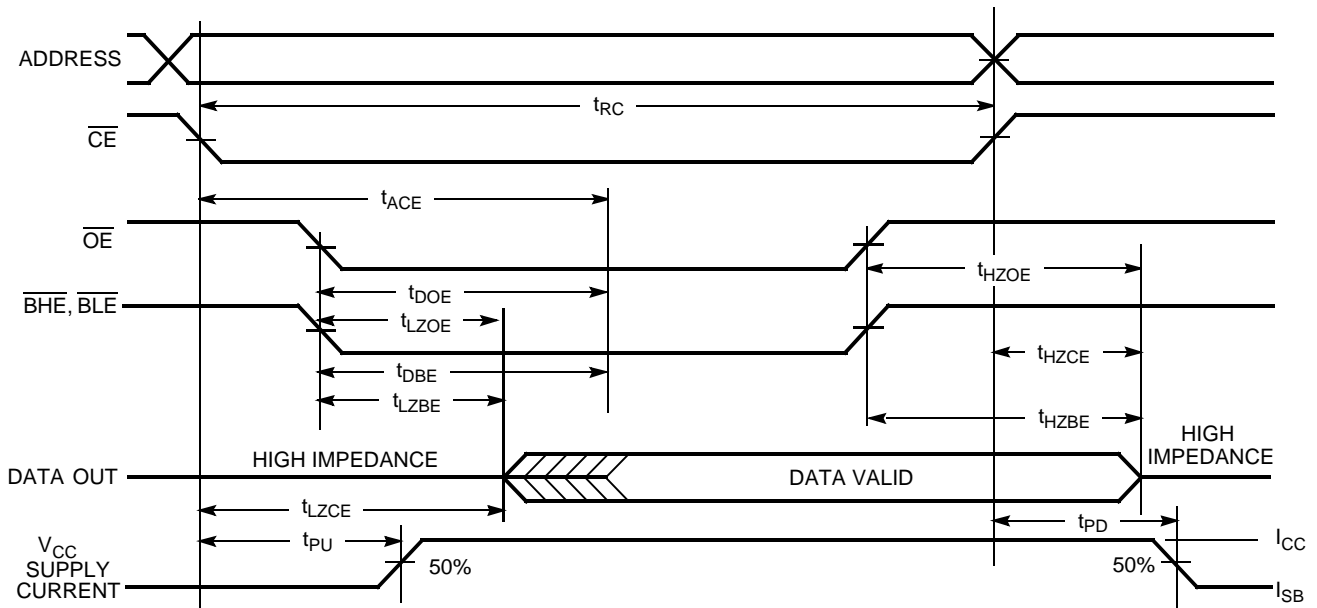 ADDRESS
tRC
CE
tACE
OE
tHZOE
tDOE
BHE, BLE
tLZOE
tHZCE
tDBE
tLZBE
tHZBE
HIGH
IMPEDANCE
HIGH IMPEDANCE
DATA OUT
DATA VALID
tLZCE
tPD
tPU
VCC
SUPPLY
CURRENT
50%
50%
ICC
ISB